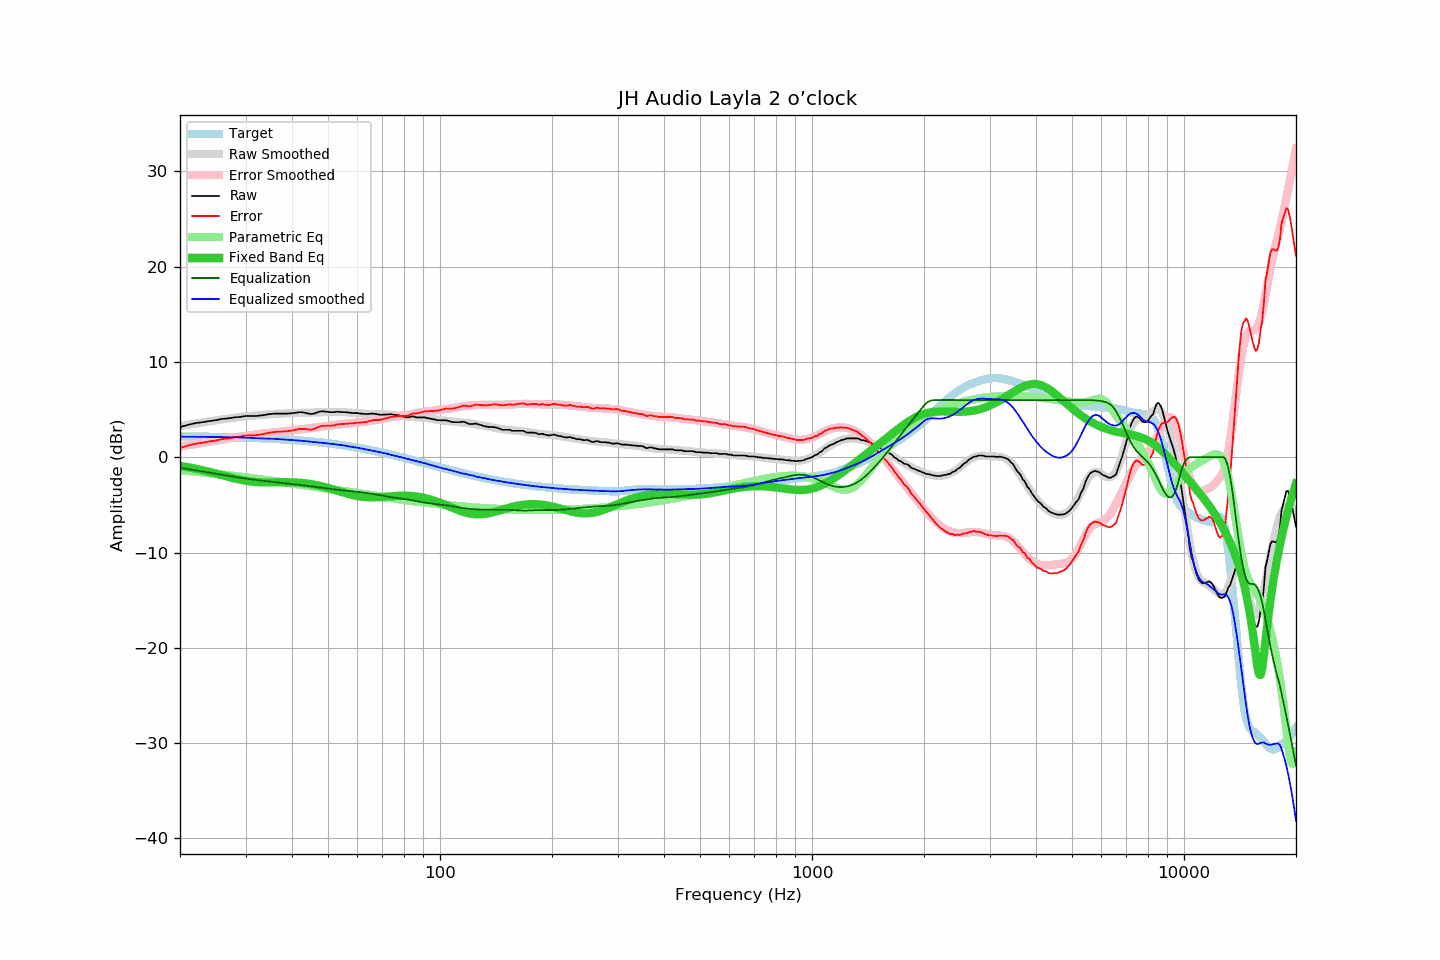 JH Audio Layla 2 o’clock
Target
Raw Smoothed
Error Smoothed
Raw
Error
Parametric Eq
Fixed Band Eq
Equalization
Equalized smoothed
30
20
10
0
−10
−20
−30
−40
Amplitude (dBr)
100
1000
10000
Frequency (Hz)